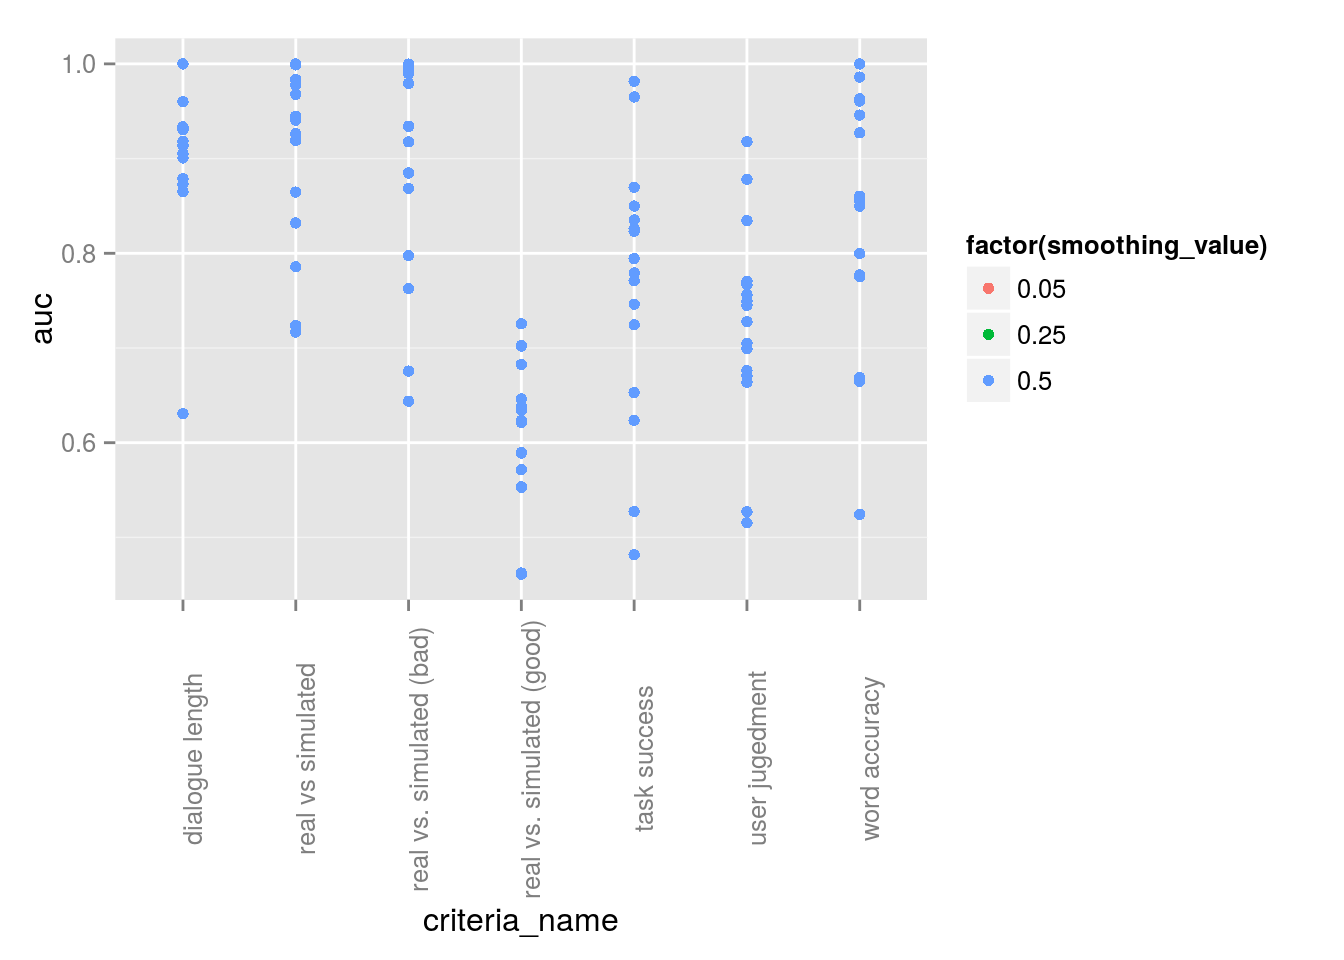 1.0
0.8
0.6
auc
dialogue length
real vs simulated
real vs. simulated (bad)
real vs. simulated (good)
task success
user jugedment
word accuracy
criteria_name
factor(smoothing_value)
0.05
0.25
0.5